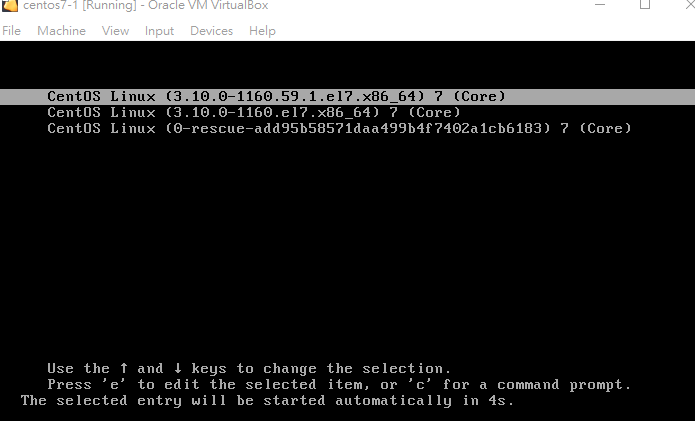 centos7-1 [Running] - Oracle VM VirtualBox
File Machine View Input Devices Help
CentOS Linux (3.10.0-1160.59.1.el7.x86_64) 7 (Core)
CentOS Linux (3.10.0-1160.el7.x86_64) 7 (Core)
CentOS Linux (0-rescue-add95b58571daa499b4f7402a1cb6183) 7 (Core)
Use the ↑ and ↓ keys to change the selection.
Press 'e' to edit the selected item, or 'c' for a command prompt.
The selected entry will be started automatically in 4s.